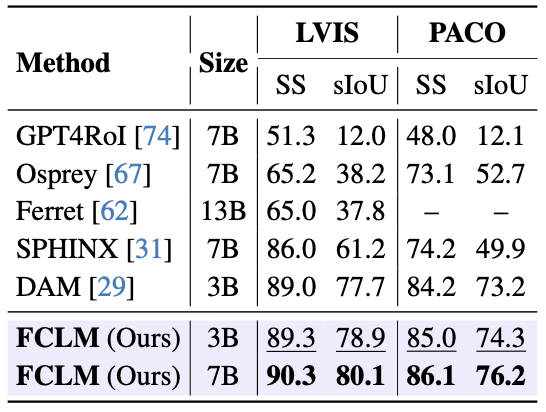 Method Size LVIS PACO
SS sIoU SS sIoU
GPT4RoI [74] 7B 51.3 12.0 48.0 12.1
Osprey [67] 7B 65.2 38.2 73.1 52.7
Ferret [62] 13B 65.0 37.8 – –
SPHINX [31] 7B 86.0 61.2 74.2 49.9
DAM [29] 3B 89.0 77.7 84.2 73.2
FCLM (Ours) 3B 89.3 78.9 85.0 74.3
FCLM (Ours) 7B 90.3 80.1 86.1 76.2